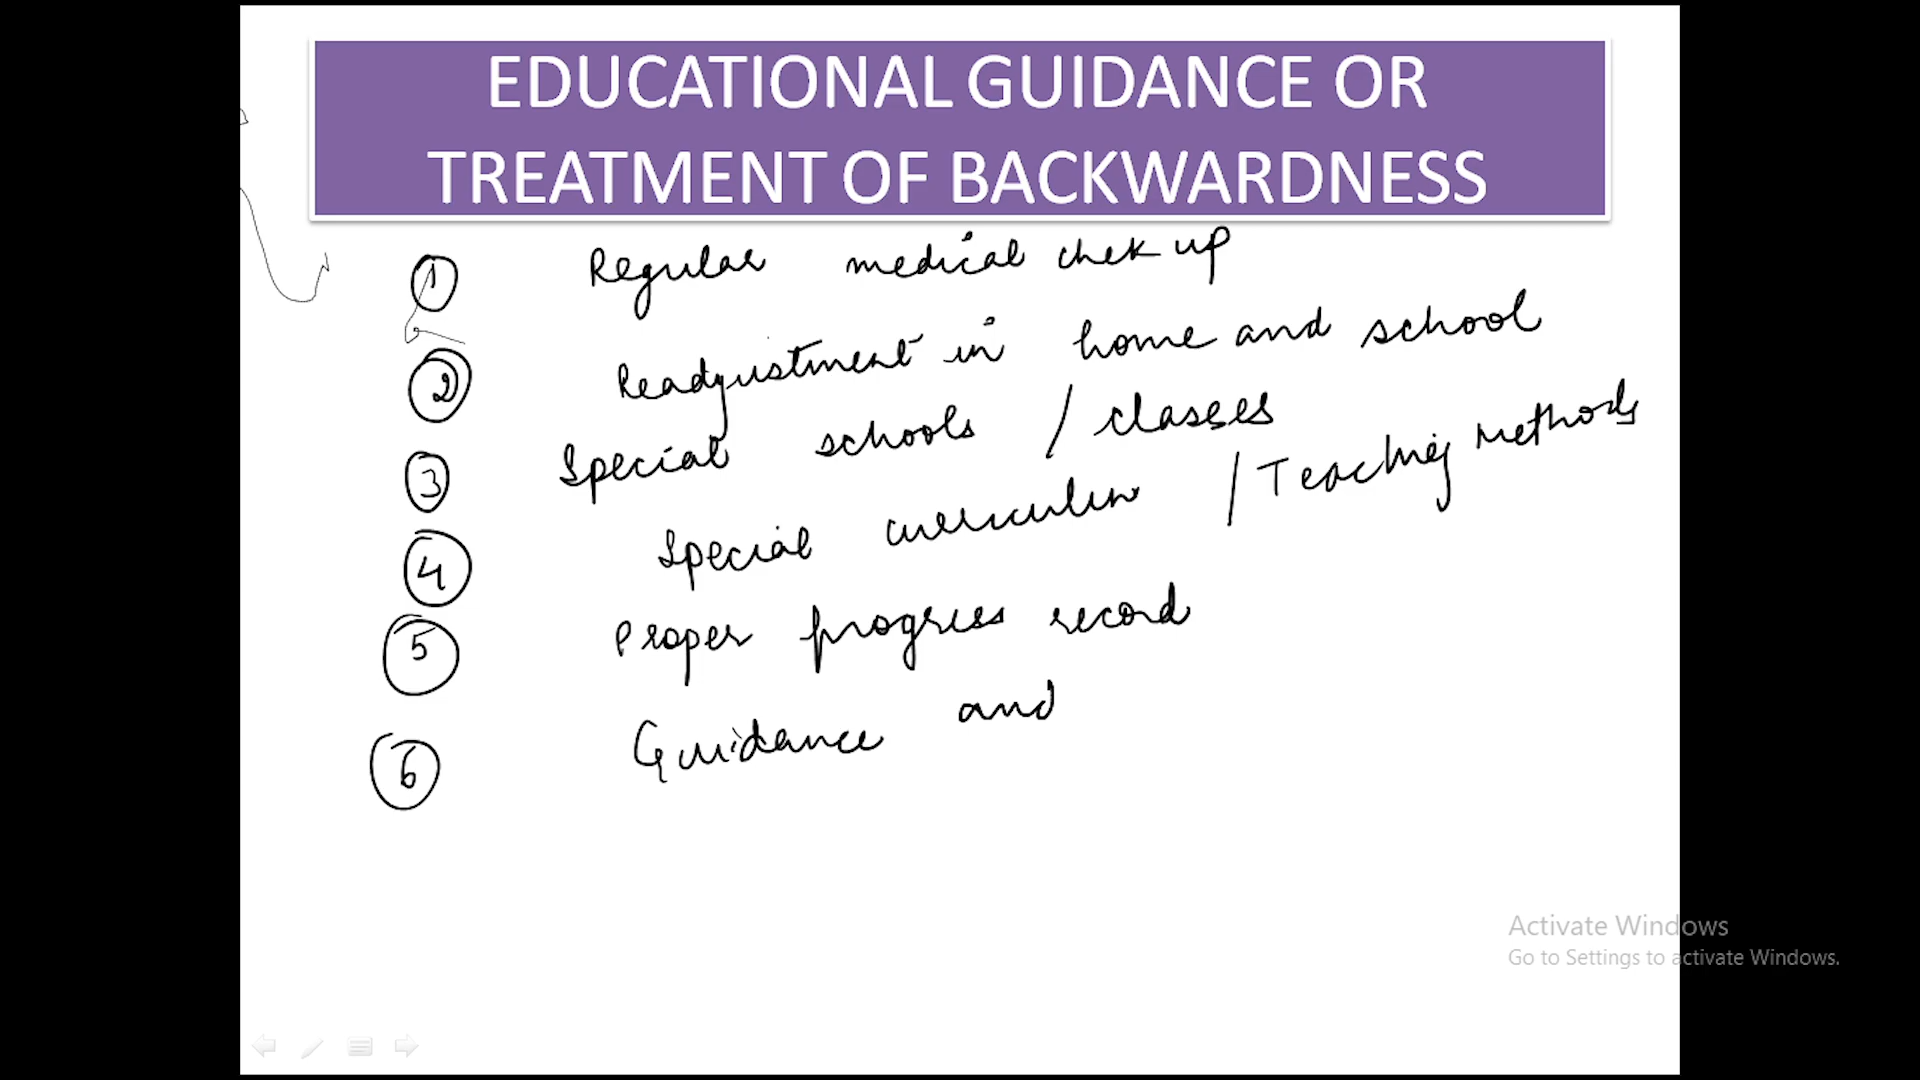 EDUCATIONAL GUIDANCE OR
TREATMENT OF BACKWARDNESS
1 Regular medical chek up
2 Readjustment in home and school
3 Special schools / classes
4 Special curriculum / Teaching Methods
5 Proper progress record
6 Guidance and
Activate Windows
Go to Settings to activate Windows.